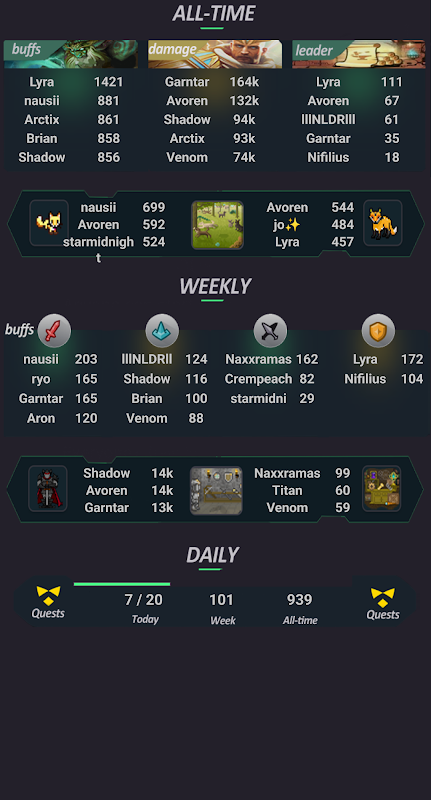 ALL-TIME
buffs damage leader
Lyra 1421 Garntar 164k Lyra 111
nausii 881 Avoren 132k Avoren 67
Arctix 861 Shadow 94k lllNLDRlll 61
Brian 858 Arctix 93k Garntar 35
Shadow 856 Venom 74k Nifilius 18
nausii 699 Avoren 544
Avoren 592 jo✨ 484
starmidnigh 524 Lyra 457
t
WEEKLY
buffs
nausii 203 lllNLDRll 124 Naxxramas 162 Lyra 172
ryo 165 Shadow 116 Crempeach 82 Nifilius 104
Garntar 165 Brian 100 starmidni 29
Aron 120 Venom 88
Shadow 14k Naxxramas 99
Avoren 14k Titan 60
Garntar 13k Venom 59
DAILY
Quests 7 / 20 101 939 Quests
Today Week All-time